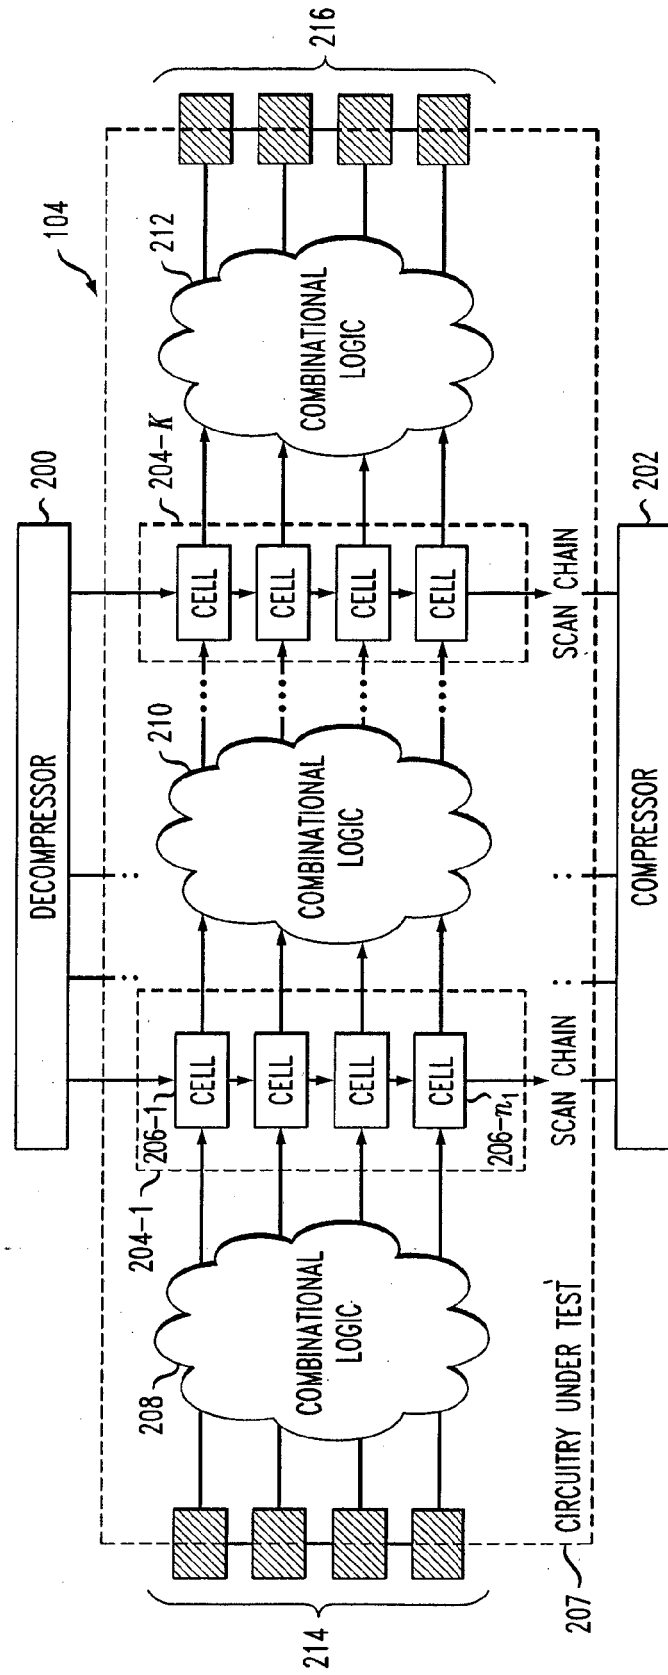 104
DECOMPRESSOR
200
204-1
206-1
CELL
CELL
CELL
CELL
206-n1
SCAN CHAIN
204-K
CELL
CELL
CELL
CELL
SCAN CHAIN
214
208
COMBINATIONAL
LOGIC
210
COMBINATIONAL
LOGIC
212
COMBINATIONAL
LOGIC
216
207
CIRCUITRY UNDER TEST
COMPRESSOR
202